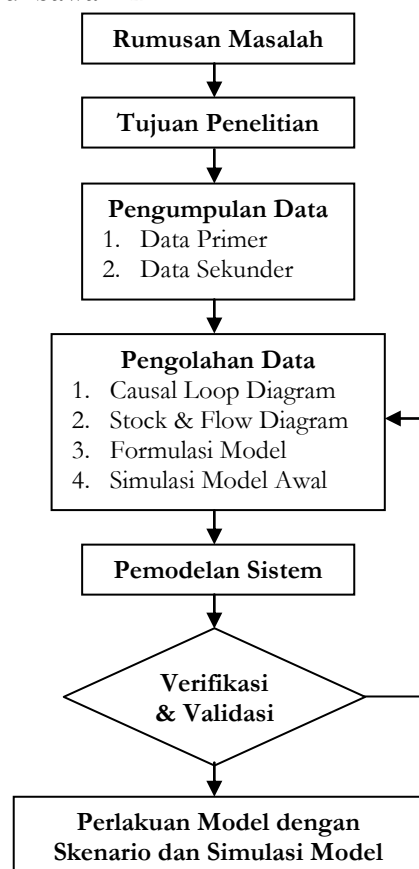 Rumusan Masalah
Tujuan Penelitian
Pengumpulan Data
1. Data Primer
2. Data Sekunder
Pengolahan Data
1. Causal Loop Diagram
2. Stock & Flow Diagram
3. Formulasi Model
4. Simulasi Model Awal
Pemodelan Sistem
Verifikasi
& Validasi
Perlakuan Model dengan
Skenario dan Simulasi Model